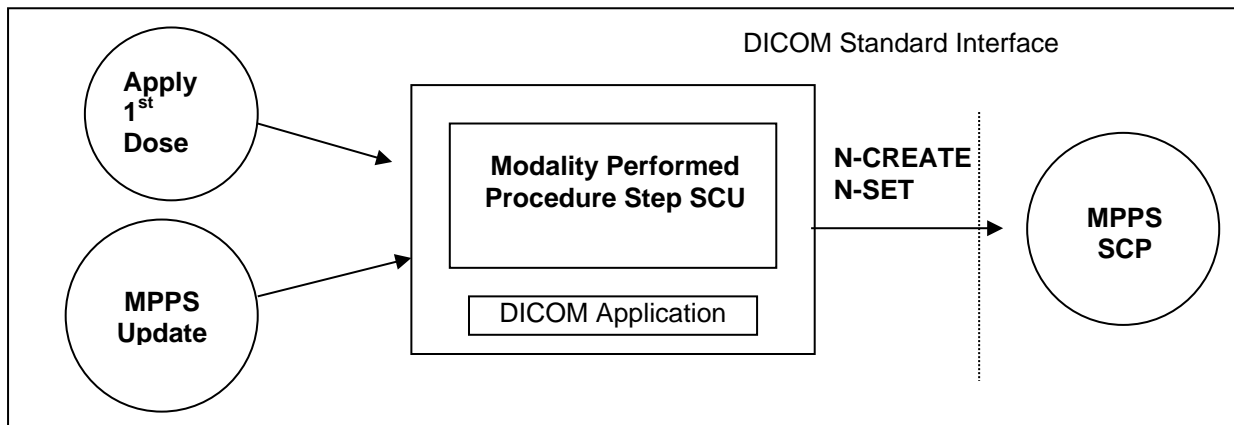 DICOM Standard Interface
Apply
1st
Dose
MPPS
Update
Modality Performed
Procedure Step SCU
DICOM Application
N-CREATE
N-SET
MPPS
SCP